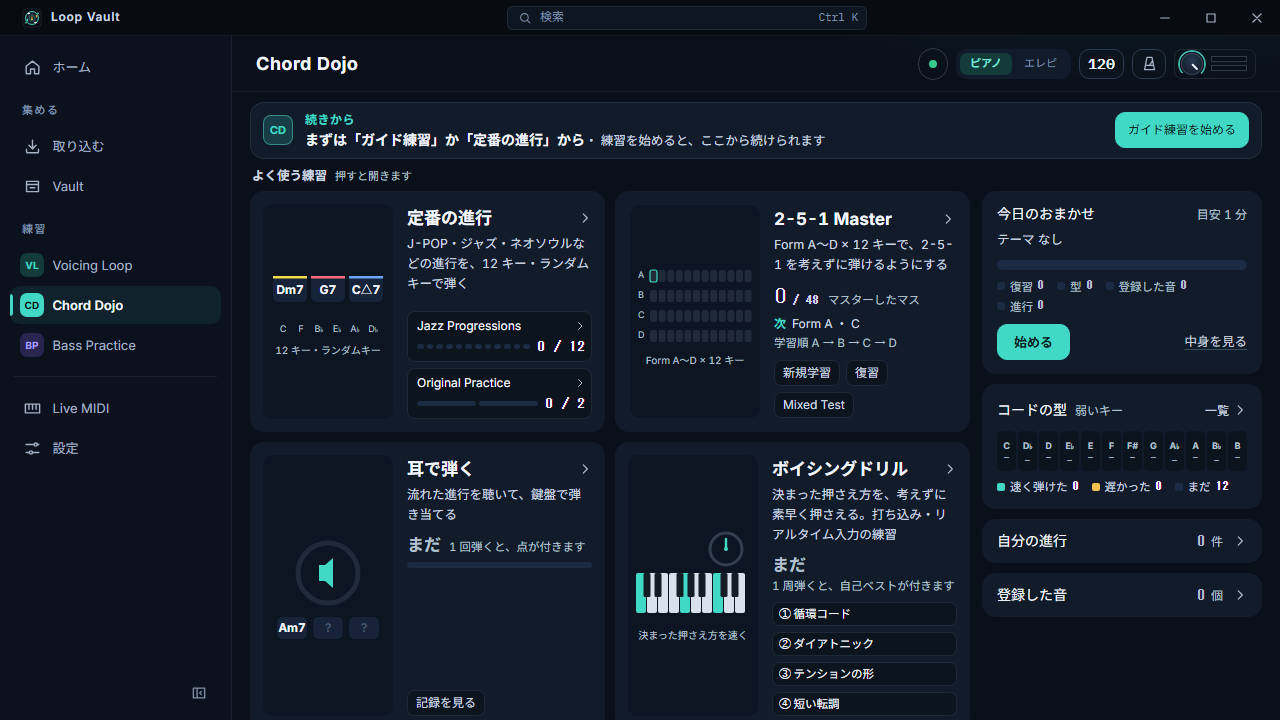 Loop Vault
検索
Ctrl K
ホーム
集める
取り込む
Vault
練習
VL Voicing Loop
CD Chord Dojo
BP Bass Practice
Live MIDI
設定
Chord Dojo
ピアノ
エレピ
120
CD
続きから
まずは「ガイド練習」か「定番の進行」から · 練習を始めると、ここから続けられます
ガイド練習を始める
よく使う練習 押すと開きます
Dm7 G7 C△7
C F B♭ E♭ A♭ D♭
12 キー・ランダムキー
定番の進行
J-POP・ジャズ・ネオソウルな
どの進行を、12 キー・ランダム
キーで弾く
Jazz Progressions
0 / 12
Original Practice
0 / 2
A
B
C
D
Form A〜D × 12 キー
2-5-1 Master
Form A〜D × 12 キーで、2-5-
1 を考えずに弾けるようにする
0 / 48 マスターしたマス
次 Form A ・ C
学習順 A → B → C → D
新規学習
復習
Mixed Test
Am7 ? ?
耳で弾く
流れた進行を聴いて、鍵盤で弾
き当てる
まだ 1 回弾くと、点が付きます
記録を見る
決まった押さえ方を速く
ボイシングドリル
決まった押さえ方を、考えずに
素早く押さえる。打ち込み・リ
アルタイム入力の練習
まだ
1 周弾くと、自己ベストが付きます
① 循環コード
② ダイアトニック
③ テンションの形
④ 短い転調
今日のおまかせ
目安 1 分
テーマ なし
復習 0 型 0 登録した音 0
進行 0
始める
中身を見る
コードの型 弱いキー
一覧
C D♭ D E♭ E F F# G A♭ A B♭ B
– – – – – – – – – – – –
速く弾けた 0 遅かった 0 まだ 12
自分の進行
0 件
登録した音
0 個